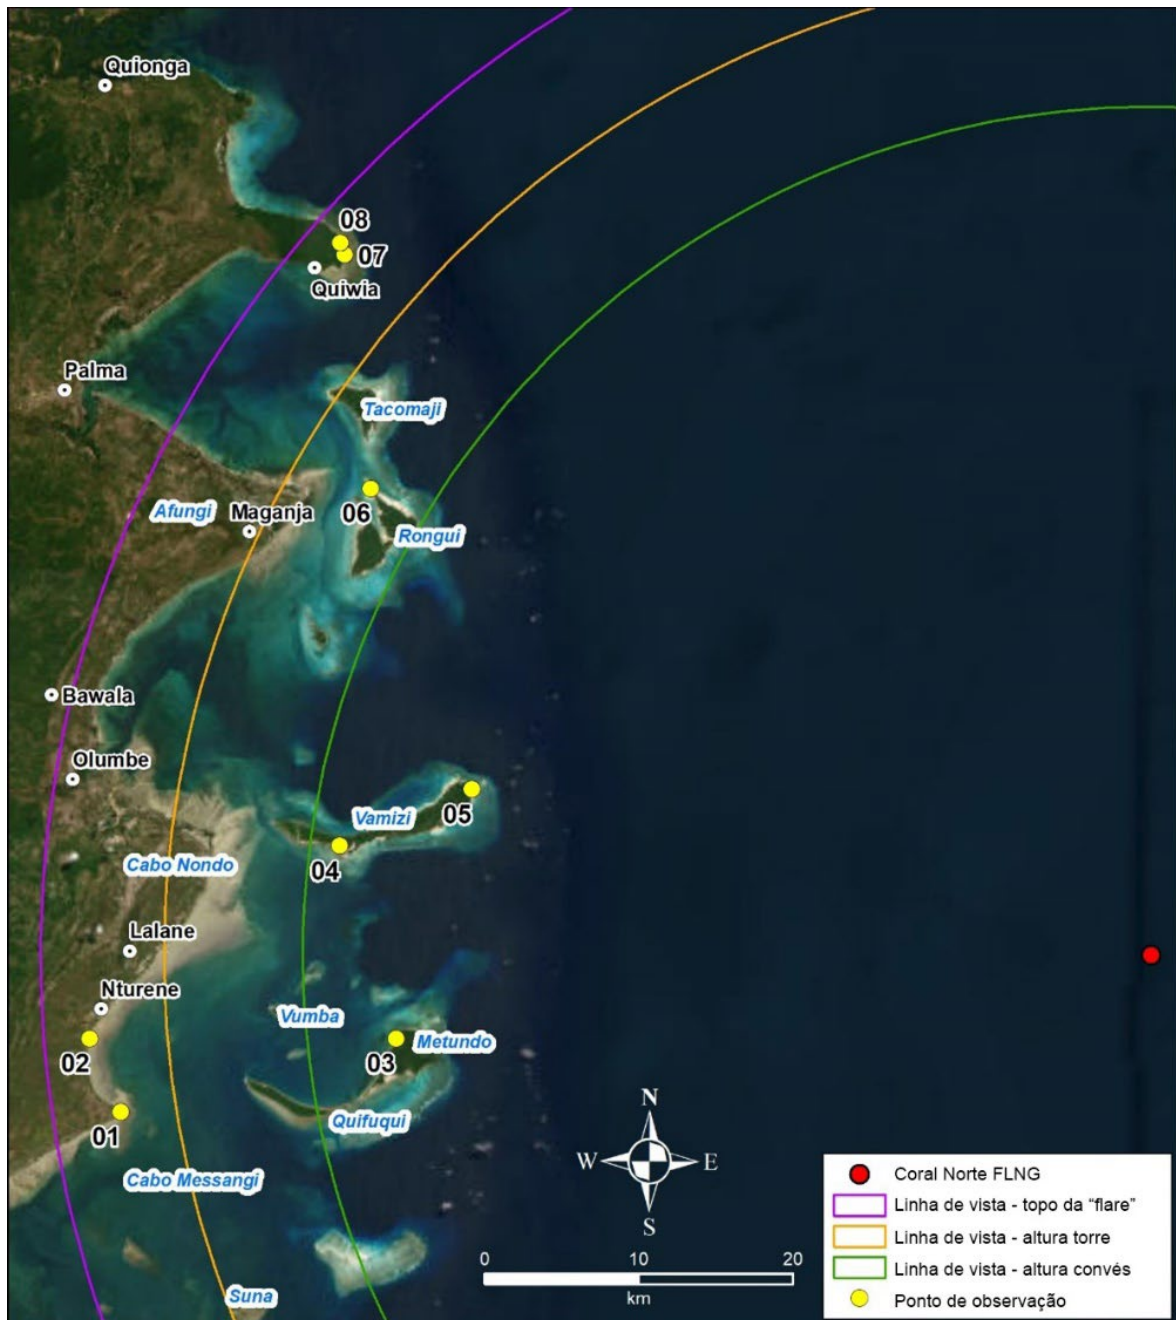 Quionga
08
07
Quiwia
Palma
Tacomaji
06
Afungi
Maganja
Rongui
Bawala
Olumbe
Vamizi
05
04
Cabo Nondo
Lalane
Nturene
Vumba
02
03
Metundo
01
Quifuqui
Cabo Messangi
Suna
N
W E
S
0 10 20
km
Coral Norte FLNG
Linha de vista - topo da “flare”
Linha de vista - altura torre
Linha de vista - altura convés
Ponto de observação